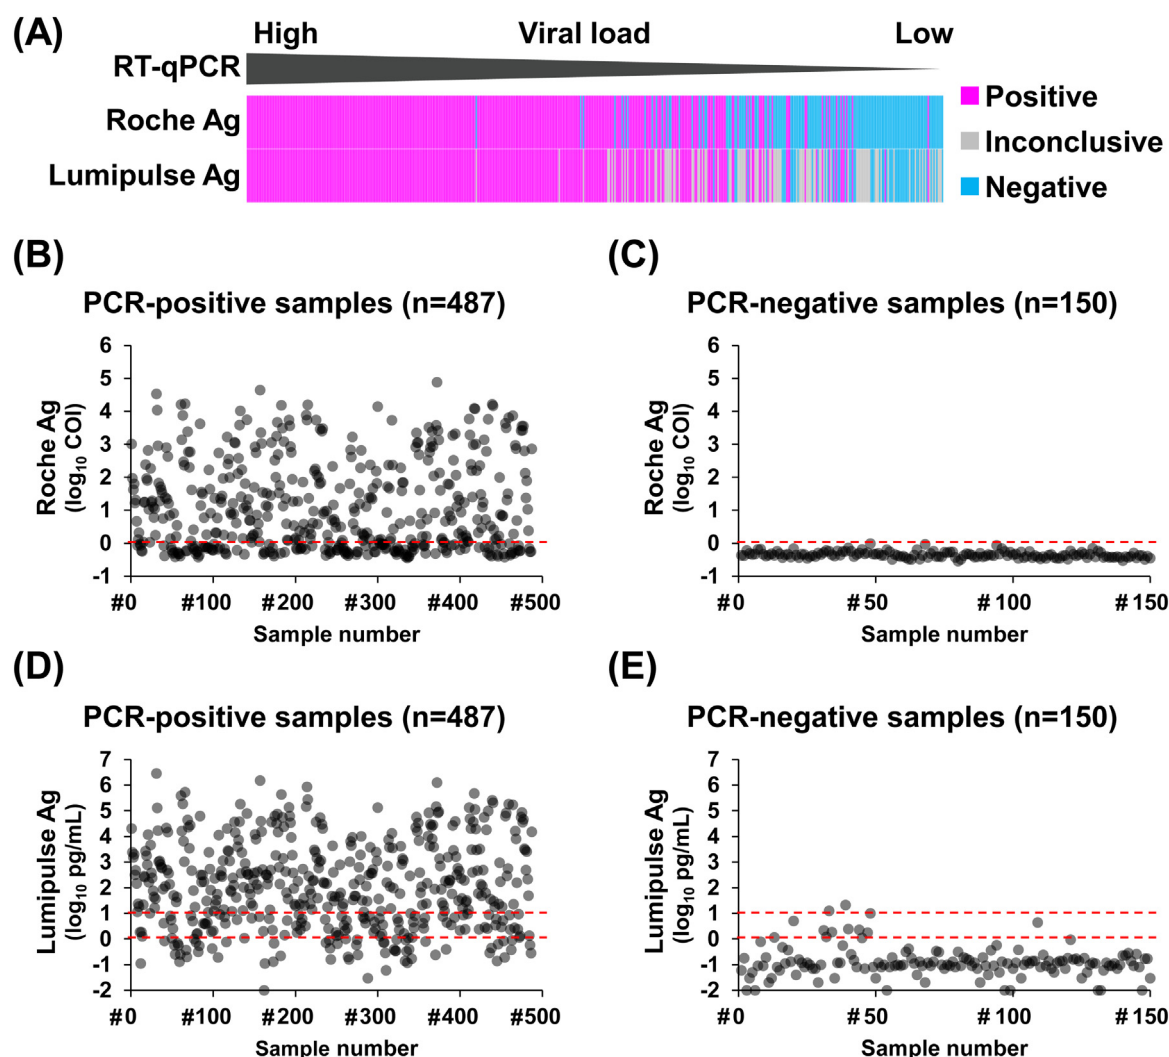 (A)
High Viral load Low
RT-qPCR
Roche Ag
Lumipulse Ag
Positive
Inconclusive
Negative
(B)
PCR-positive samples (n=487)
Roche Ag
(log₁₀ COI)
6
5
4
3
2
1
0
-1
#0 #100 #200 #300 #400 #500
Sample number
(C)
PCR-negative samples (n=150)
Roche Ag
(log₁₀ COI)
6
5
4
3
2
1
0
-1
#0 #50 #100 #150
Sample number
(D)
PCR-positive samples (n=487)
Lumipulse Ag
(log₁₀ pg/mL)
7
6
5
4
3
2
1
0
-1
-2
#0 #100 #200 #300 #400 #500
Sample number
(E)
PCR-negative samples (n=150)
Lumipulse Ag
(log₁₀ pg/mL)
7
6
5
4
3
2
1
0
-1
-2
#0 #50 #100 #150
Sample number